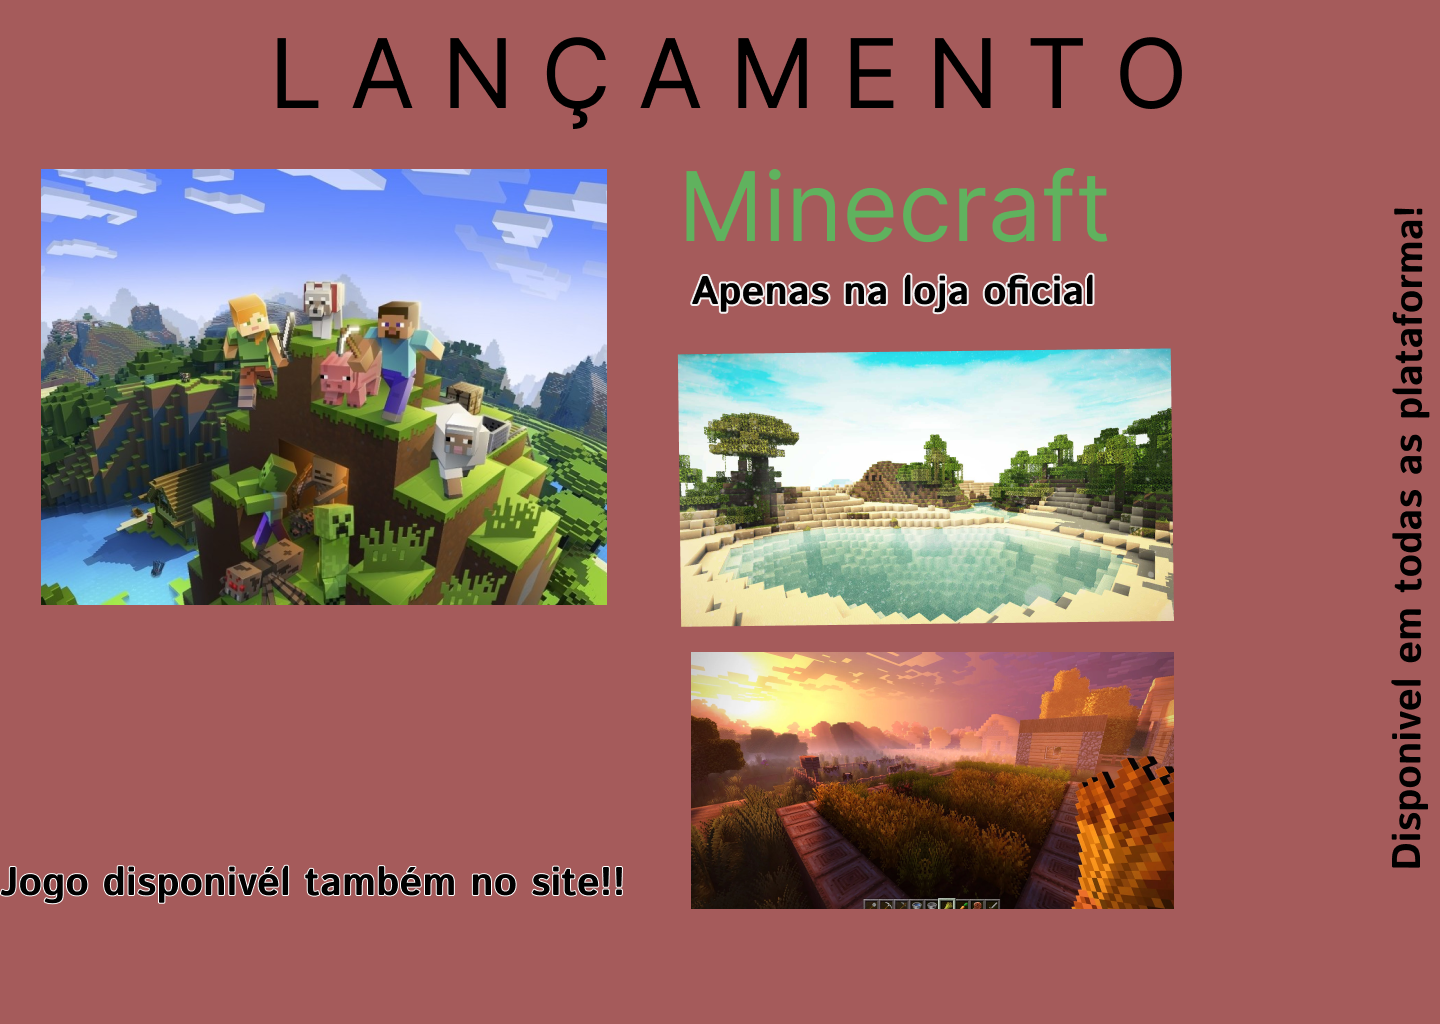 LANÇAMENTO
Minecraft
Apenas na loja oficial
Disponivel em todas as plataforma!
Jogo disponivél também no site!!